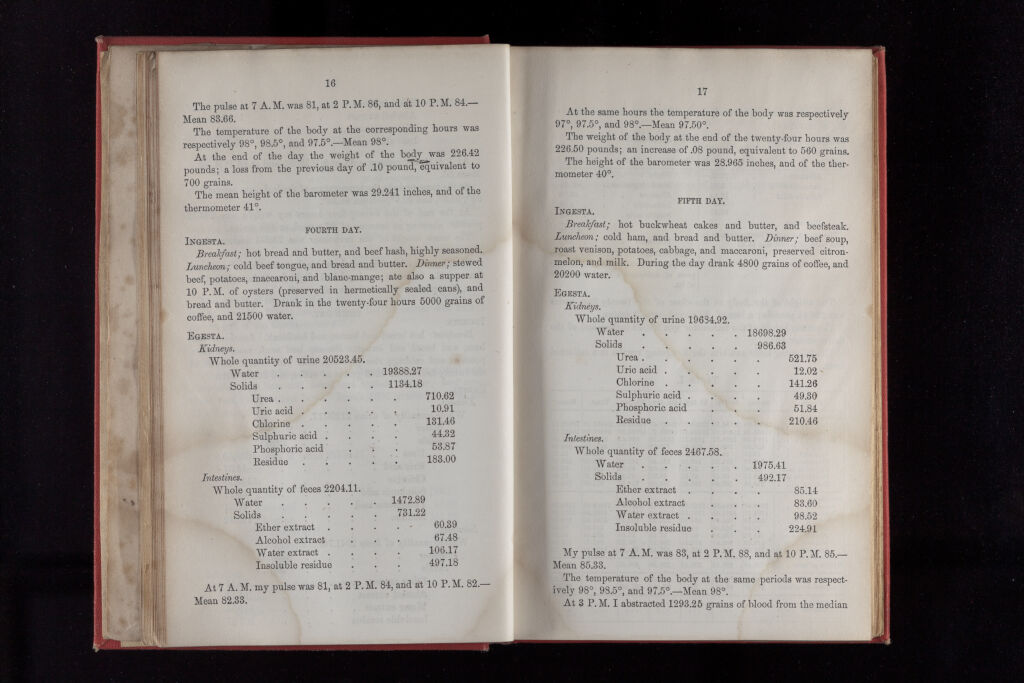 16
The pulse at 7 A. M. was 81, at 2 P. M. 86, and at 10 P. M. 84.—
Mean 83.66.
The temperature of the body at the corresponding hours was
respectively 98°, 98.5°, and 97.5°.—Mean 98°.
At the end of the day the weight of the body was 226.42
pounds; a loss from the previous day of .10 pound, equivalent to
700 grains.
The mean height of the barometer was 29.241 inches, and of the
thermometer 41°.
FOURTH DAY.
INGESTA.
Breakfast; hot bread and butter, and beef hash, highly seasoned.
Luncheon; cold beef tongue, and bread and butter. Dinner; stewed
beef, potatoes, maccaroni, and blanc-mange; ate also a supper at
10 P. M. of oysters (preserved in hermetically sealed cans), and
bread and butter. Drank in the twenty-four hours 5000 grains of
coffee, and 21500 water.
EGESTA.
Kidneys.
Whole quantity of urine 20523.45.
Water . . . . . 19388.27
Solids . . . . . 1134.18
Urea . . . . . . 710.62
Uric acid . . . . . 10.91
Chlorine . . . . . 131.46
Sulphuric acid . . . . 44.32
Phosphoric acid . . . 53.87
Residue . . . . . 183.00
Intestines.
Whole quantity of feces 2204.11.
Water . . . . . 1472.89
Solids . . . . . 731.22
Ether extract . . . . 60.39
Alcohol extract . . . 67.48
Water extract . . . . 106.17
Insoluble residue . . . 497.18
At 7 A. M. my pulse was 81, at 2 P. M. 84, and at 10 P. M. 82.—
Mean 82.33.
17
At the same hours the temperature of the body was respectively
97°, 97.5°, and 98°.—Mean 97.50°.
The weight of the body at the end of the twenty-four hours was
226.50 pounds; an increase of .08 pound, equivalent to 560 grains.
The height of the barometer was 28.965 inches, and of the ther-
mometer 40°.
FIFTH DAY.
INGESTA.
Breakfast; hot buckwheat cakes and butter, and beefsteak.
Luncheon; cold ham, and bread and butter. Dinner; beef soup,
roast venison, potatoes, cabbage, and maccaroni, preserved citron-
melon, and milk. During the day drank 4800 grains of coffee, and
20200 water.
EGESTA.
Kidneys.
Whole quantity of urine 19684.92.
Water . . . . . 18698.29
Solids . . . . . 986.63
Urea . . . . . 521.75
Uric acid . . . . . 12.02
Chlorine . . . . . 141.26
Sulphuric acid . . . . 49.30
Phosphoric acid . . . 51.84
Residue . . . . . 210.46
Intestines.
Whole quantity of feces 2467.58.
Water . . . . . 1975.41
Solids . . . . . 492.17
Ether extract . . . . 85.14
Alcohol extract . . . 83.60
Water extract . . . . 98.52
Insoluble residue . . . 224.91
My pulse at 7 A. M. was 83, at 2 P. M. 88, and at 10 P. M. 85.—
Mean 85.33.
The temperature of the body at the same periods was respect-
ively 98°, 98.5°, and 97.5°.—Mean 98°.
At 3 P. M. I abstracted 1293.25 grains of blood from the median